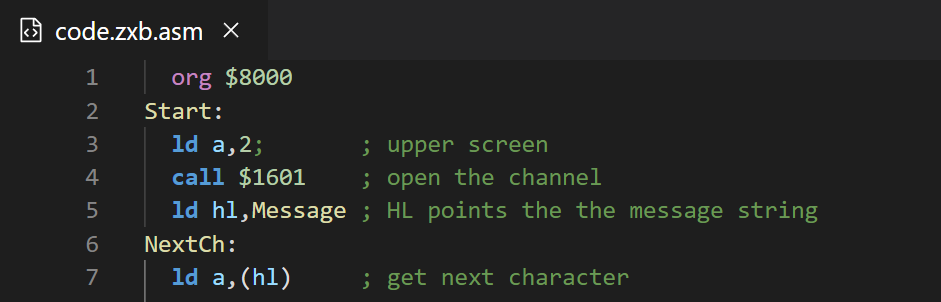 code.zxb.asm ×
1 org $8000
2 Start:
3 ld a,2; ; upper screen
4 call $1601 ; open the channel
5 ld hl,Message ; HL points the the message string
6 NextCh:
7 ld a,(hl) ; get next character